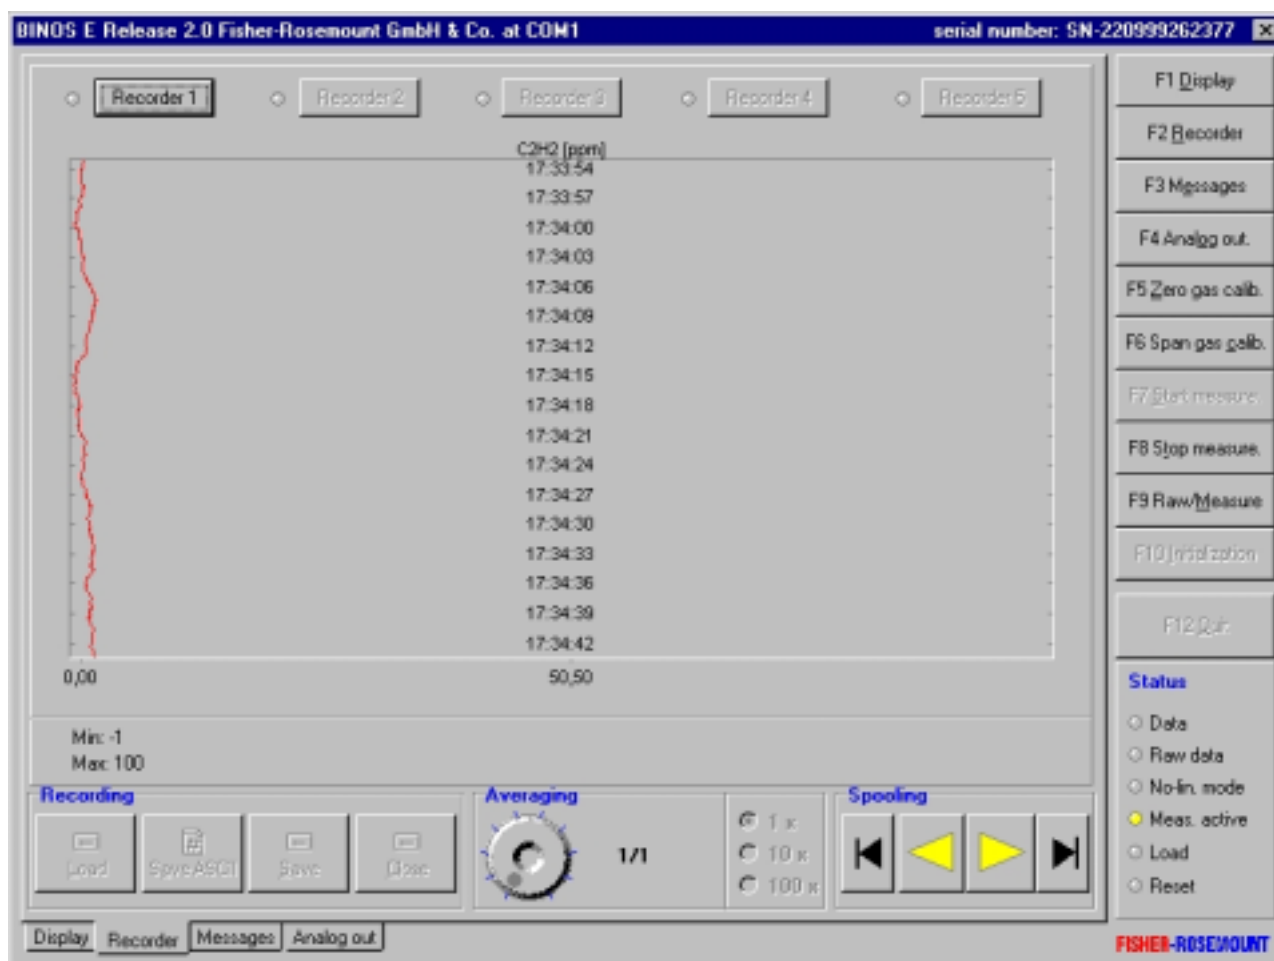 BINOS E Release 2.0 Fisher-Rosemount GmbH & Co. at COM1 serial number: SN-220999262377
Recorder 1 Recorder 2 Recorder 3 Recorder 4 Recorder 5
C2H2 [ppm]
17:33:54
17:33:57
17:34:00
17:34:03
17:34:06
17:34:09
17:34:12
17:34:15
17:34:18
17:34:21
17:34:24
17:34:27
17:34:30
17:34:33
17:34:36
17:34:39
17:34:42
0,00 50,50
Min: -1
Max: 100
Recording
Load Save ASCII Save Close
Averaging
1/1
1 x
10 x
100 x
Spooling
Display Recorder Messages Analog out
F1 Display
F2 Recorder
F3 Messages
F4 Analog out.
F5 Zero gas calib.
F6 Span gas calib.
F7 Start measure.
F8 Stop measure.
F9 Raw/Measure
F10 Initialization
F12 Quit
Status
Data
Raw data
No-lin. mode
Meas. active
Load
Reset
FISHER-ROSEMOUNT